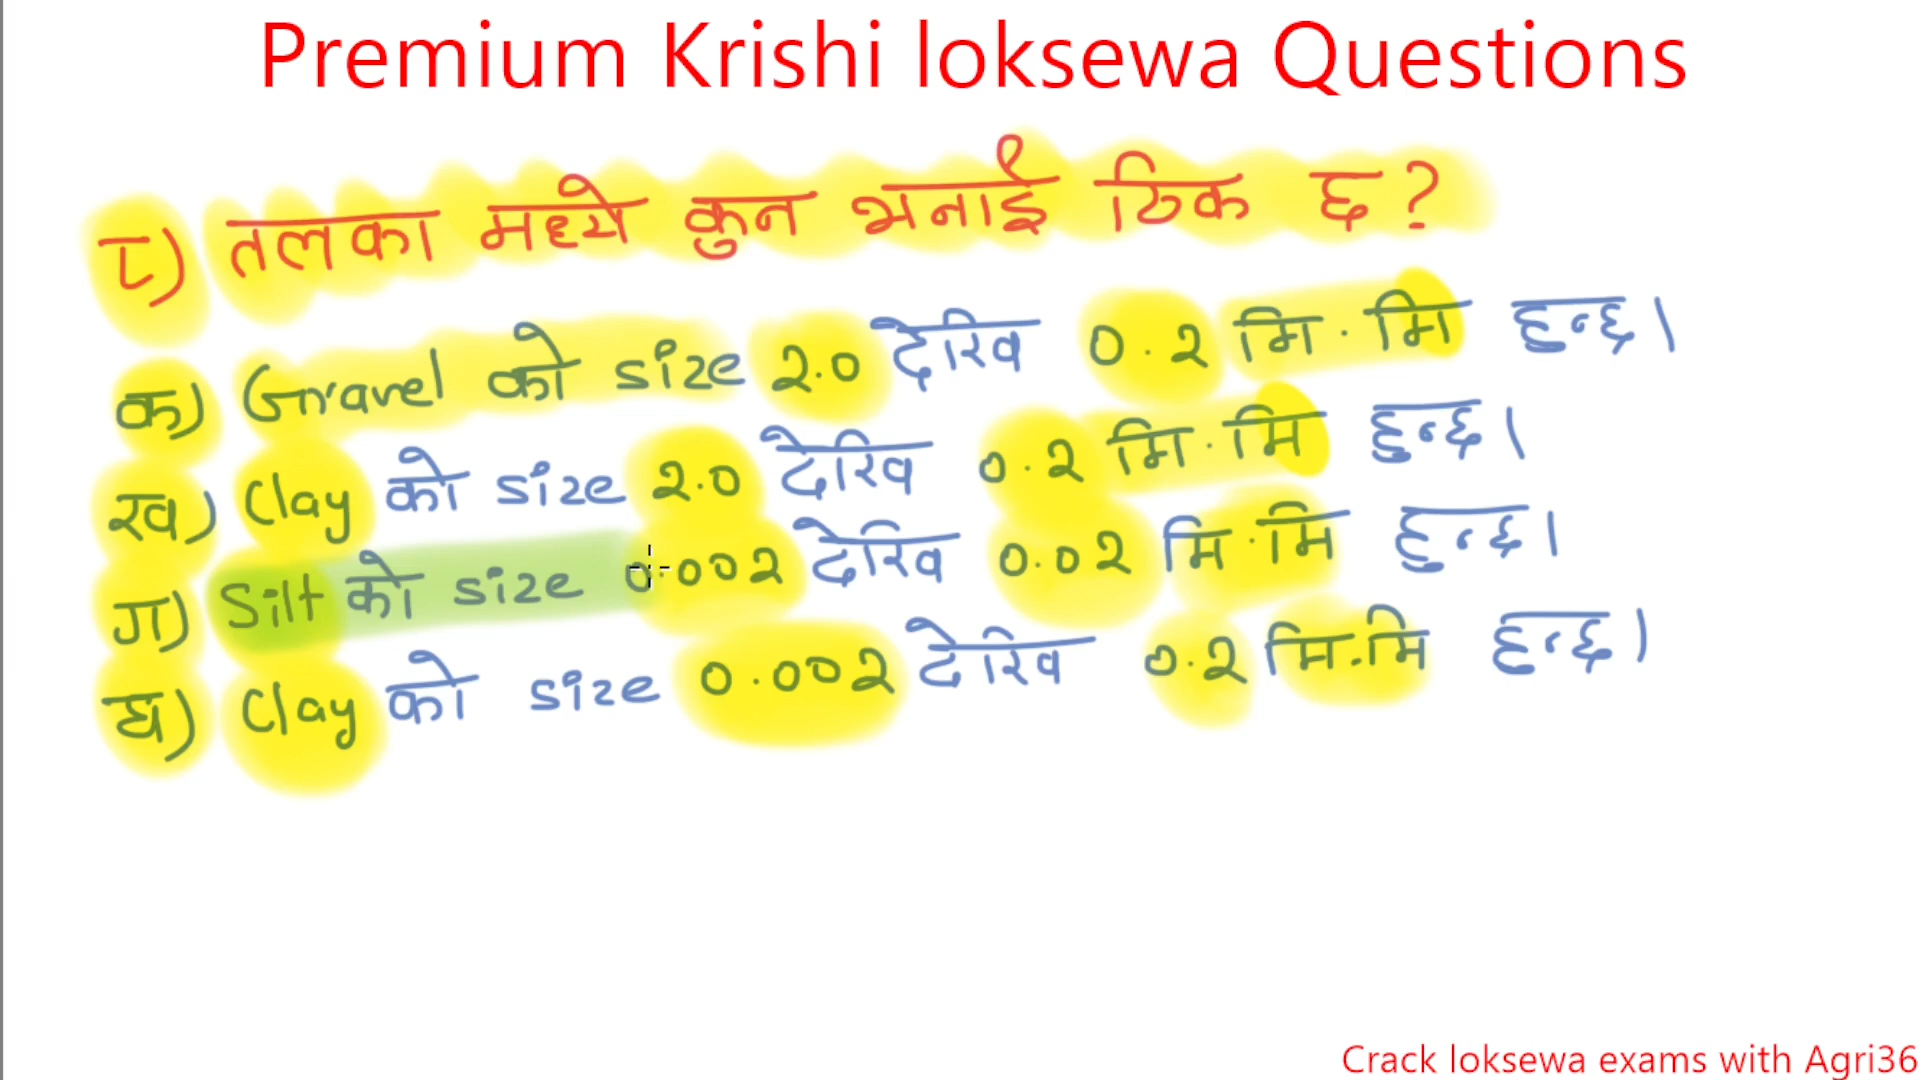 Premium Krishi loksewa Questions
८) तलका मध्ये कुन भनाई ठिक छ?
क) Gravel को size 2.0 देखि 0.2 मि.मि हुन्छ।
ख) Clay को size 2.0 देखि 0.2 मि.मि हुन्छ।
ग) Silt को size 0.002 देखि 0.02 मि.मि हुन्छ।
घ) Clay को size 0.002 देखि 0.2 मि.मि हुन्छ।
Crack loksewa exams with Agri36